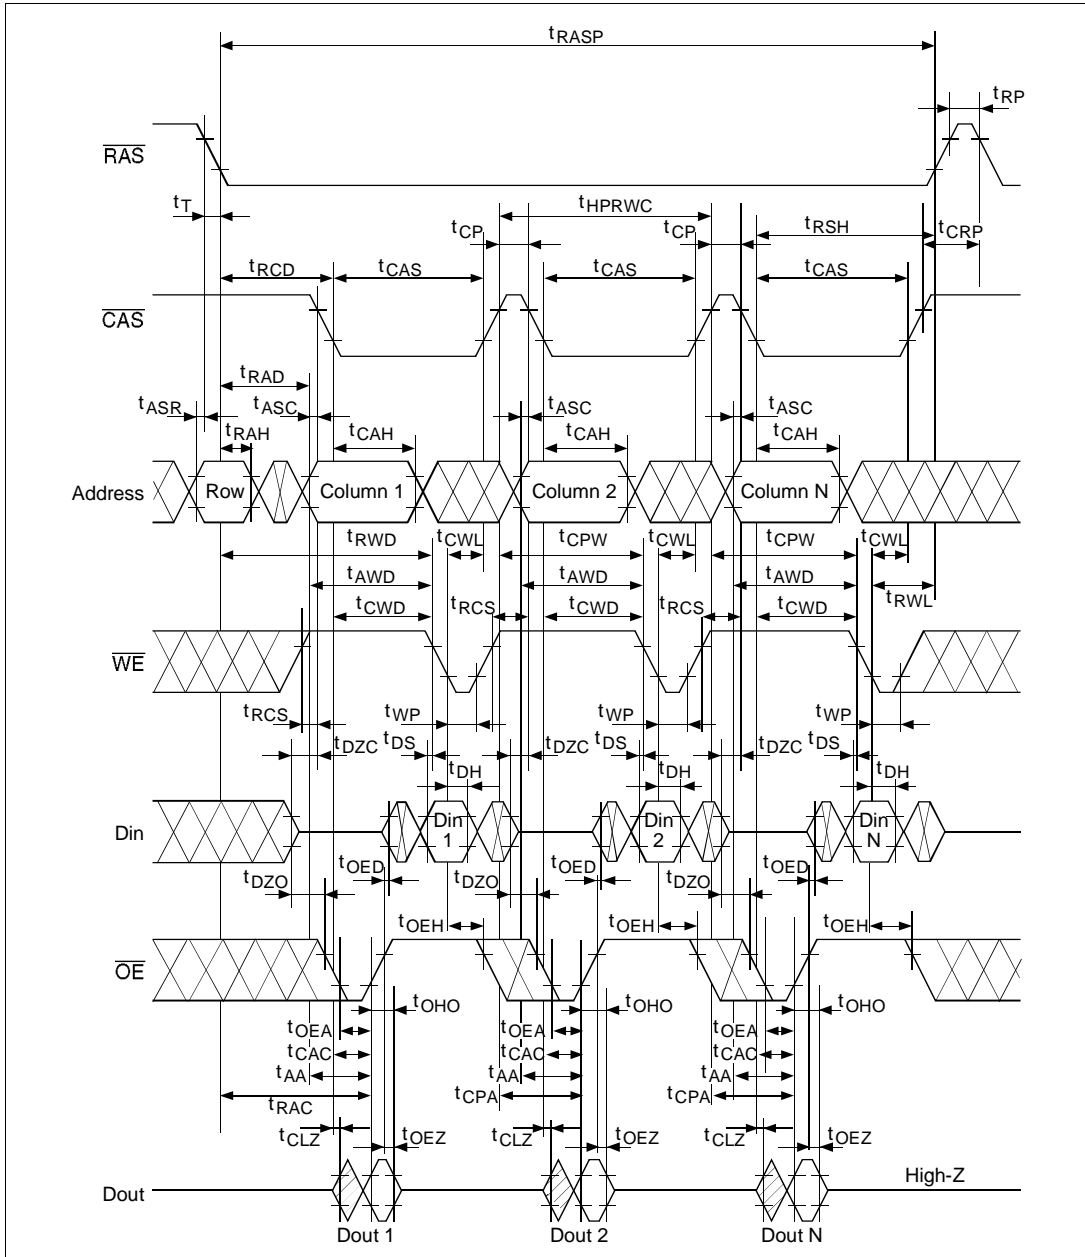 tRASP
tRP
RAS
tT
tHPRWC
tCP
tCP
tRSH
tCRP
tRCD
tCAS
tCAS
tCAS
CAS
tRAD
tASR
tASC
tASC
tASC
tRAH
tCAH
tCAH
tCAH
Address
Row
Column 1
Column 2
Column N
tRWD
tCWL
tCPW
tCWL
tCPW
tCWL
tAWD
tAWD
tAWD
tCWD
tRCS
tCWD
tRCS
tCWD
tRWL
WE
tRCS
tWP
tWP
tWP
tDZC
tDS
tDZC
tDS
tDZC
tDS
tDH
tDH
tDH
Din
Din 1
Din 2
Din N
tDZO
tOED
tDZO
tOED
tDZO
tOED
tOEH
tOEH
tOEH
OE
tOEA
tOHO
tOEA
tOHO
tOEA
tOHO
tCAC
tCAC
tCAC
tAA
tAA
tAA
tRAC
tCPA
tCPA
tCLZ
tOEZ
tCLZ
tOEZ
tCLZ
tOEZ
High-Z
Dout
Dout 1
Dout 2
Dout N